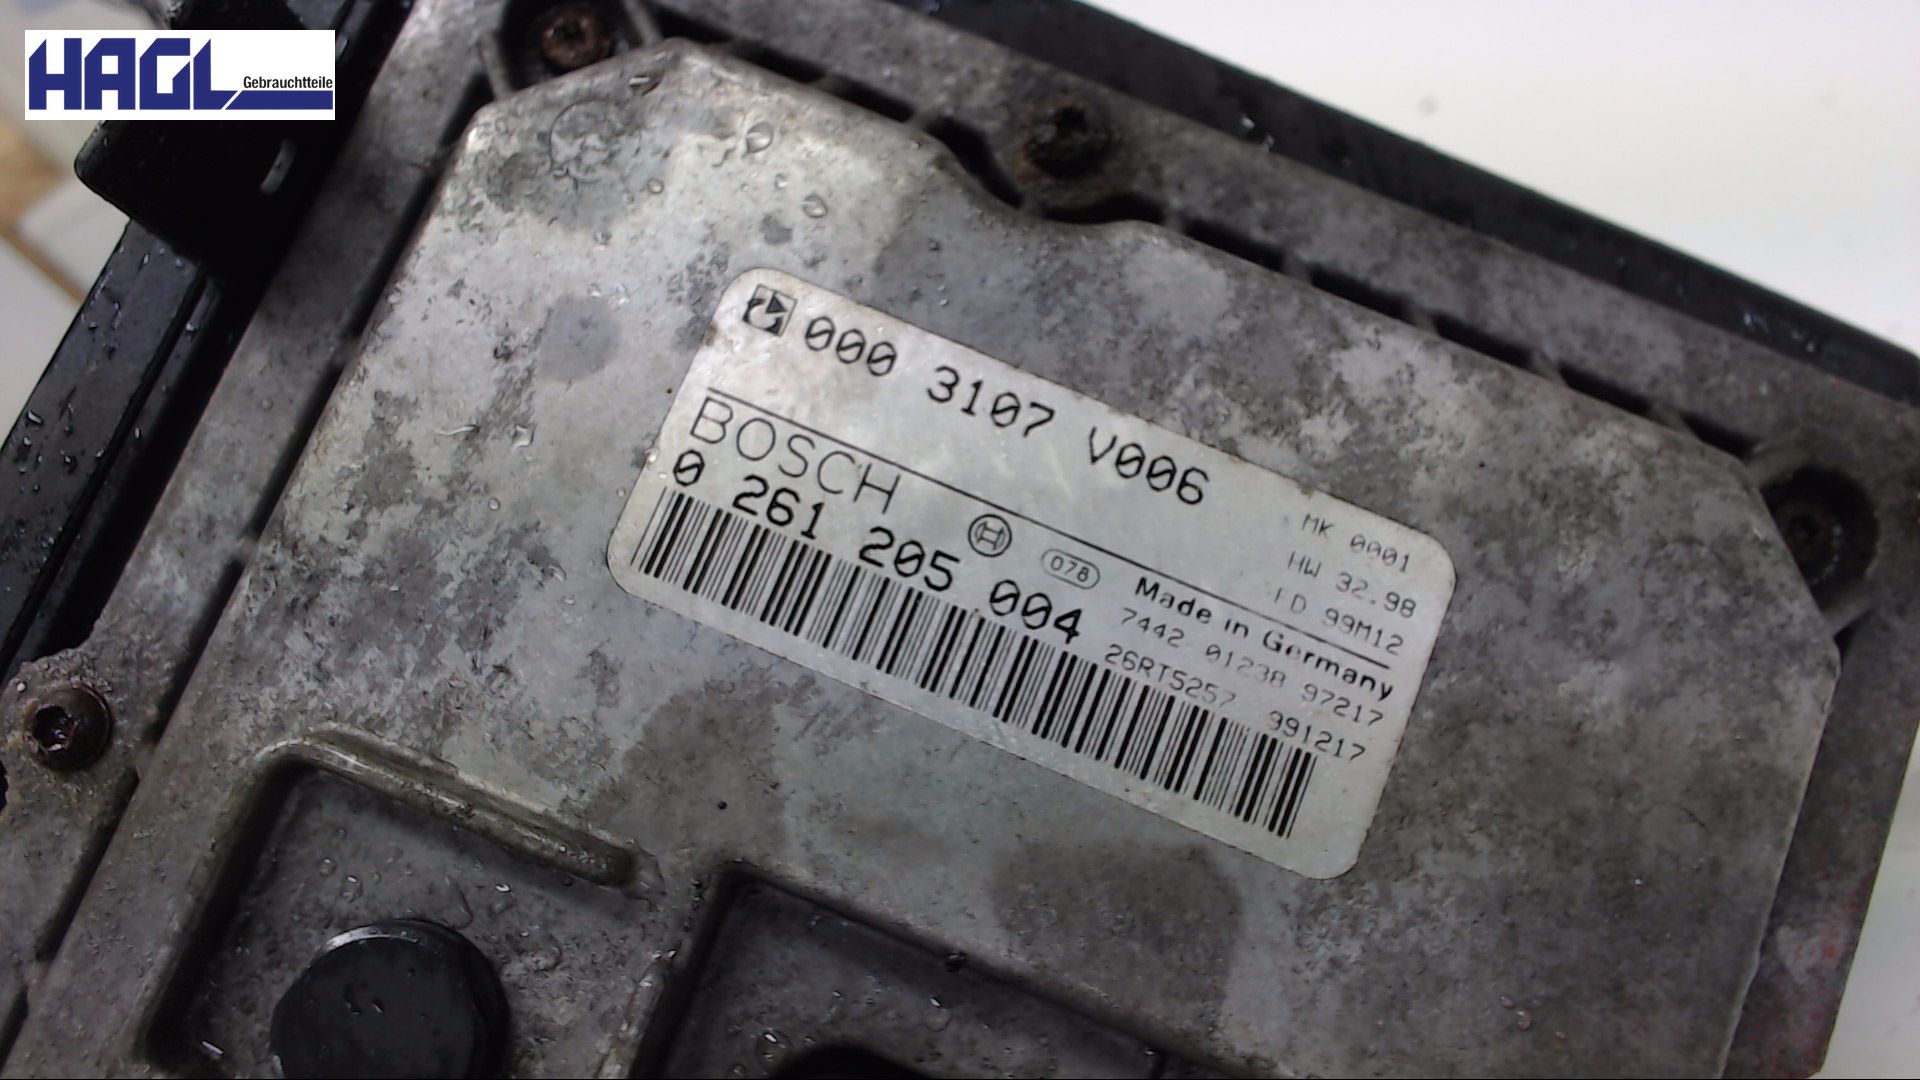 HAGL
Gebrauchtteile
000 3107 V006
MK 0001
HW 32.98
FD 99M12
BOSCH
078
Made in Germany
0 261 205 004
7442 97217
26RT5257 991217